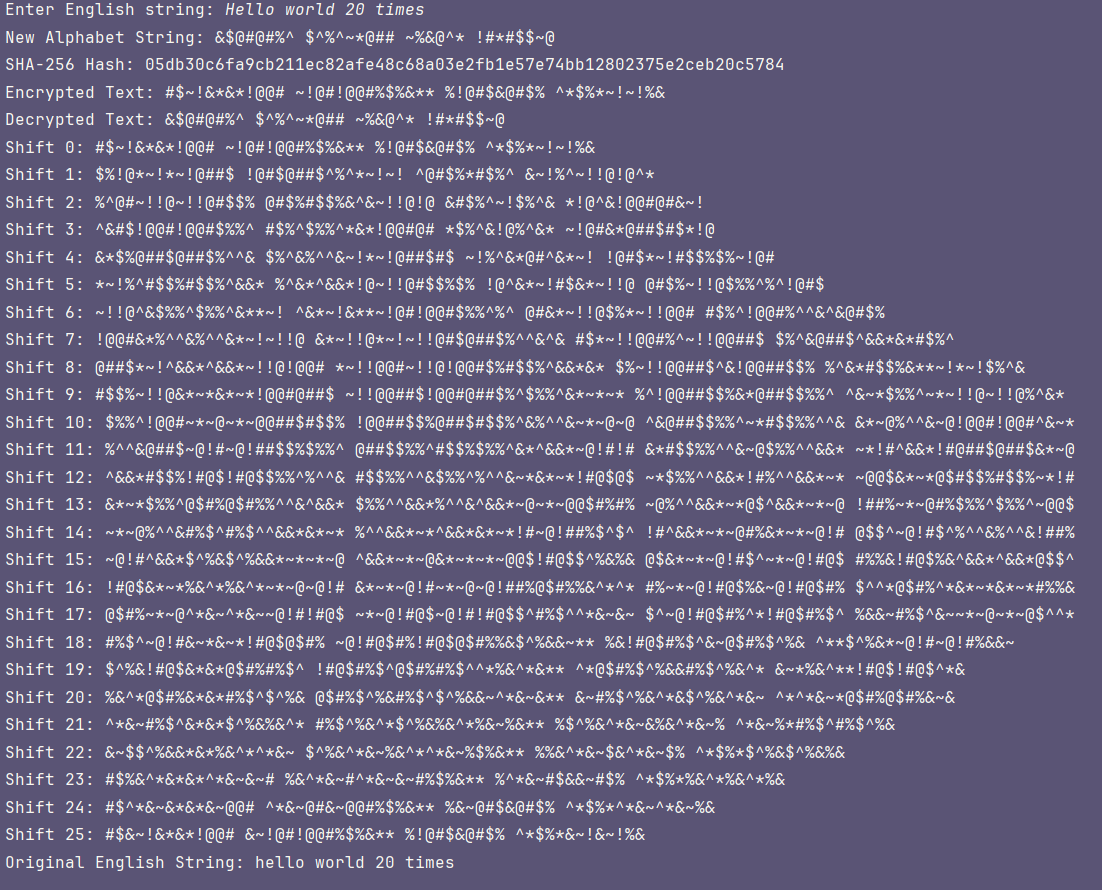 Enter English string: Hello world 20 times
New Alphabet String: &$@#@#%^ $^%^~*@## ~%&@^* !#*#$$~@
SHA-256 Hash: 05db30c6fa9cb211ec82afe48c68a03e2fb1e57e74bb12802375e2ceb20c5784
Encrypted Text: #$~!&*&*!@@# ~!@#!@@#%$%&** %!@#$&@#$% ^*$%*~!~!%&
Decrypted Text: &$@#@#%^ $^%^~*@## ~%&@^* !#*#$$~@
Shift 0: #$~!&*&*!@@# ~!@#!@@#%$%&** %!@#$&@#$% ^*$%*~!~!%&
Shift 1: $%!@*~!*~!@##$ !@#$@##$^%^*~!~! ^@#$%*#$%^ &~!%^~!!@!@^*
Shift 2: %^@#~!!@~!!@#$$% @#$%#$$%&^&~!!@!@ &#$%^~!$%^& *!@^&!@@#@#&~!
Shift 3: ^&#$!@@#!@@#$%%^ #$%^$%%^*&*!@@#@# *$%^&!@%^&* ~!@#&*@##$#$*!@
Shift 4: &*$%@##$@##$%^^& $%^&%^^&~!*~!@##$#$ ~!%^&*@#^&*~! !@#$*~!#$$%$%~!@#
Shift 5: *~!%^#$$%#$$%^&&* %^&*^&&*!@~!!@#$$%$% !@^&*~!#$&*~!!@ @#$%~!!@$%%^%^!@#$
Shift 6: ~!!@^&$%%^$%%^&**~! ^&*~!&**~!@#!@@#$%%^%^ @#&*~!!@$%*~!!@@# #$%^!@@#%^^&^&@#$%
Shift 7: !@@#&*%^^&%^^&*~!~!!@ &*~!!@*~!~!!@#$@##$%^^&^& #$*~!!@@#%^~!!@@##$ $%^&@##$^&&*&*#$%^
Shift 8: @##$*~!^&&*^&&*~!!@!@@# *~!!@@#~!!@!@@#$%#$$%^&&*& $%~!!@@##$^&!@@##$$% %^&*#$$%&**~!*~!$%^&
Shift 9: #$$%~!!@&*~*&*~*!@@#@##$ ~!!@@##$!@@#@##$%^$%%^&*~*~* %^!@@##$$%&*@##$$%%^ ^&~*$%%^~*~!!@~!!@%^&*
Shift 10: $%%^!@@#~*~@~*~@@##$#$$% !@@##$$%@##$#$$%^&%^^&~*~@~@ ^&@##$$%%^~*#$$%%^^& &*~@%^^&~@!@@#!@@#^&~*
Shift 11: %^^&@##$~@!#~@!##$$%$%%^ @##$$%%^#$$%$%%^&*^&&*~@!#!# &*#$$%%^^&~@$%%^^&&* ~*!#^&&*!#@##$@##$&*~@
Shift 12: ^&&*#$$%!#@$!#@$$%%^%^^& #$$%%^^&$%%^%^^&~*&*~*!#@$@$ ~*$%%^^&&*!#%^^&&*~* ~@@$&*~*@$#$$%#$$%~*!#
Shift 13: &*~*$%%^@$#%@$#%%^^&^&&* $%%^^&&*%^^&^&&*~@~*~@@$#%#% ~@%^^&&*~*@$^&&*~*~@ !##%~*~@#%$%%^$%%^~@@$
Shift 14: ~*~@%^^&#%$^#%$^^&&*&*~* %^^&&*~*^&&*&*~*!#~@!##%$^$^ !#^&&*~*~@#%&*~*~@!# @$$^~@!#$^%^^&%^^&!##%
Shift 15: ~@!#^&&*$^%&$^%&&*~*~*~@ ^&&*~*~@&*~*~*~@@$!#@$$^%&%& @$&*~*~@!#$^~*~@!#@$ #%%&!#@$%&^&&*^&&*@$$^
Shift 16: !#@$&*~*%&^*%&^*~*~@~@!# &*~*~@!#~*~@~@!##%@$#%%&^*^* #%~*~@!#@$%&~@!#@$#% $^^*@$#%^*&*~*&*~*#%%&
Shift 17: @$#%~*~@^*&~^*&~~@!#!#@$ ~*~@!#@$~@!#!#@$$^#%$^^*&~&~ $^~@!#@$#%^*!#@$#%$^ %&&~#%$^&~~*~@~*~@$^^*
Shift 18: #%$^~@!#&~*&~*!#@$@$#% ~@!#@$#%!#@$@$#%%&$^%&&~** %&!#@$#%$^&~@$#%$^%& ^**$^%&*~@!#~@!#%&&~
Shift 19: $^%&!#@$&*&*@$#%#%$^ !#@$#%$^@$#%#%$^^*%&^*&** ^*@$#%$^%&&#%$^%&^* &~*%&^**!#@$!#@$^*&
Shift 20: %&^*@$#%&*&*#%$^$^%& @$#%$^%&#%$^$^%&&~^*&~&** &~#%$^%&^*&$^%&^*&~ ^*^*&~*@$#%@$#%&~&
Shift 21: ^*&~#%$^&*&*$^%&%&^* #%$^%&^*$^%&%&^*%&~%&** %$^%&^*&~&%&^*&~% ^*&~%*#%$^#%$^%&
Shift 22: &~$$^%&&*&*%&^*^*&~ $^%&^*&~%&^*^*&~%$%&** %%&^*&~$&^*&~$% ^*$%*$^%&$^%&%&
Shift 23: #$%&^*&*&*^*&~&~# %&^*&~#^*&~&~#%$%&** %^*&~#$&&~#$% ^*$%*%&^*%&^*%&
Shift 24: #$^*&~&*&*&~@@# ^*&~@#&~@@#%$%&** %&~@#$&@#$% ^*$%*^*&~^*&~%&
Shift 25: #$&~!&*&*!@@# &~!@#!@@#%$%&** %!@#$&@#$% ^*$%*&~!&~!%&
Original English String: hello world 20 times